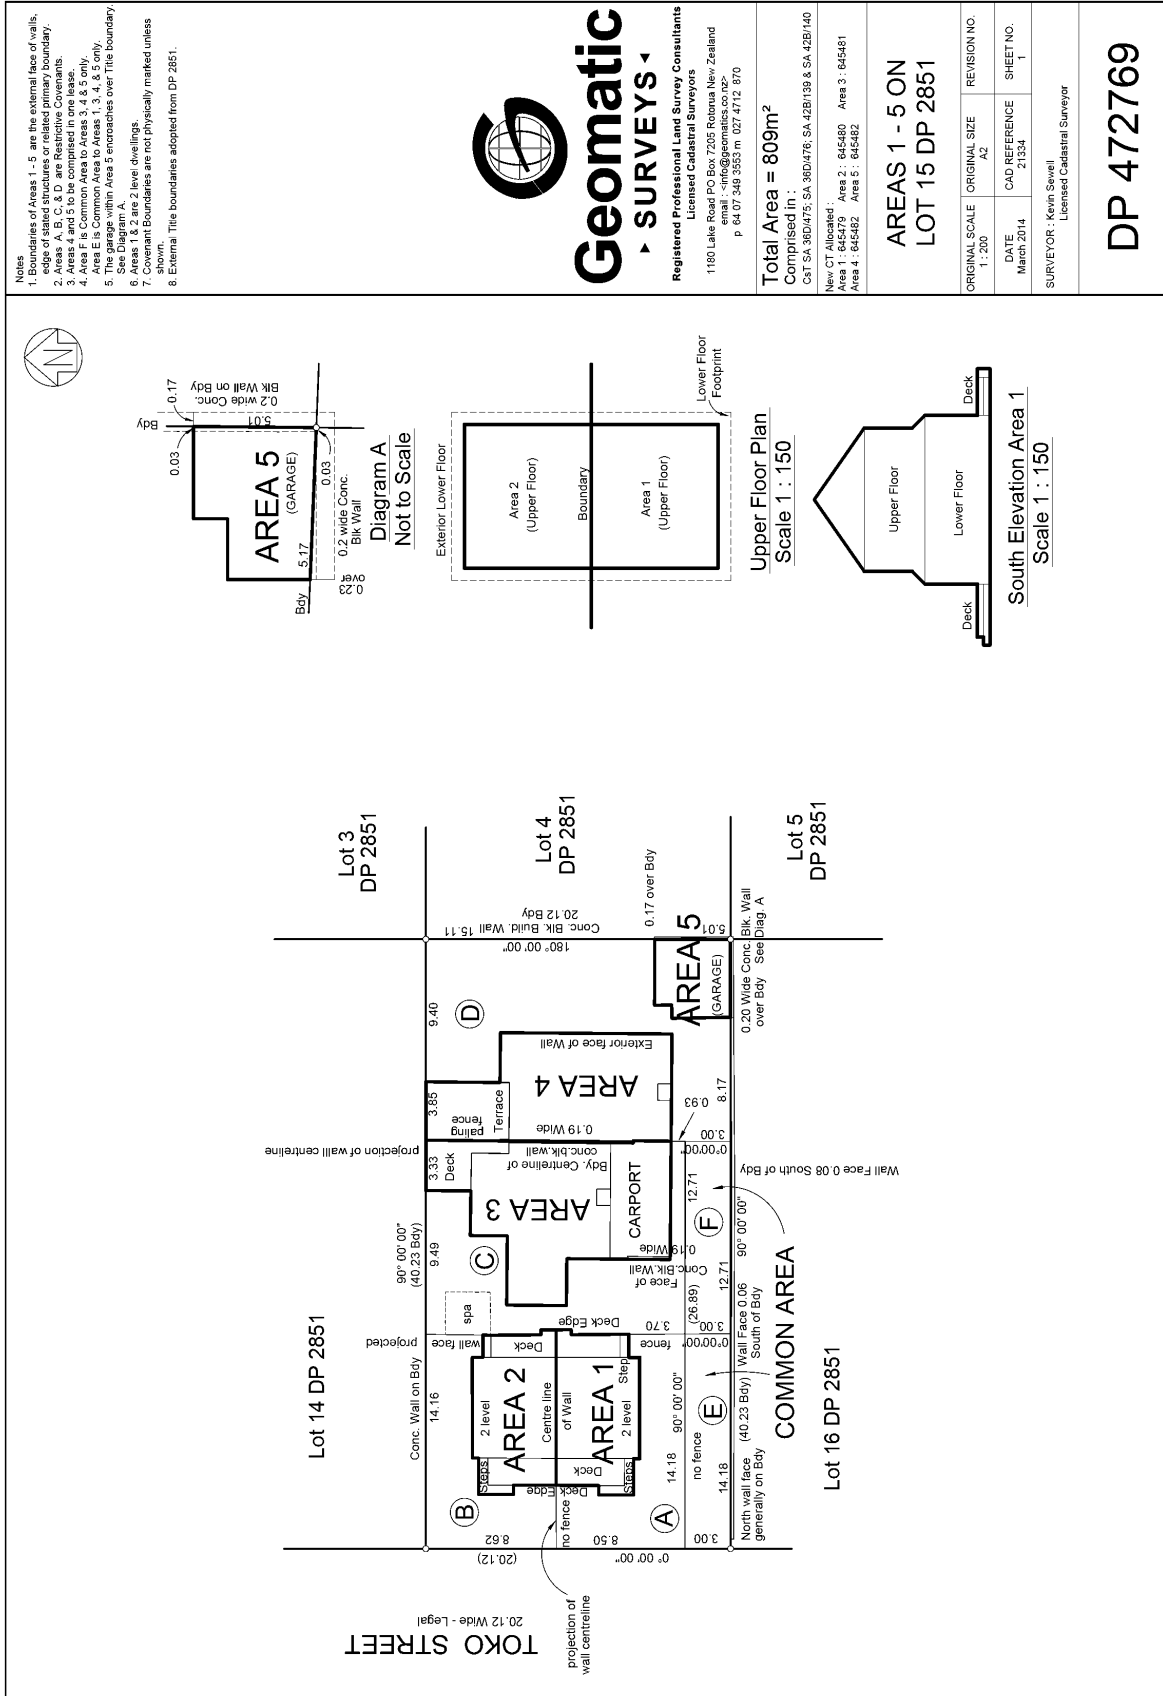 Notes
1. Boundaries of Areas 1 - 5 are the external face of walls,
edge of stated structures or related primary boundary.
2. Areas A, B, C, & D are Restrictive Covenants.
3. Areas 4 and 5 to be comprised in one lease.
4. Area F is Common Area to Areas 3, 4 & 5 only.
Area E is Common Area to Areas 1, 3, 4, & 5 only.
5. The garage within Area 5 encroaches over Title boundary.
See Diagram A.
6. Areas 1 & 2 are 2 level dwellings.
7. Covenant Boundaries are not physically marked unless
shown.
8. External Title boundaries adopted from DP 2851.
Geomatic
SURVEYS
Registered Professional Land Survey Consultants
Licensed Cadastral Surveyors
1180 Lake Road PO Box 7205 Rotorua New Zealand
email : <info@geomatics.co.nz>
p 64 07 349 3553 m 027 4712 870
Total Area = 809m²
Comprised in :
CsT SA 36D/475; SA 36D/476; SA 42B/139 & SA 42B/140
New CT Allocated :
Area 1 : 645479 Area 2 : 645480 Area 3 : 645481
Area 4 : 645482 Area 5 : 645482
AREAS 1 - 5 ON
LOT 15 DP 2851
ORIGINAL SCALE
1 : 200
ORIGINAL SIZE
A2
REVISION NO.
DATE
March 2014
CAD REFERENCE
21334
SHEET NO.
1
SURVEYOR : Kevin Sewell
Licensed Cadastral Surveyor
DP 472769
N
Bdy
0.03
0.17
0.2 wide Conc.
Blk Wall on Bdy
5.01
AREA 5
(GARAGE)
5.17
0.03
Bdy
0.23
over
0.2 wide Conc.
Blk Wall
Diagram A
Not to Scale
Exterior Lower Floor
Area 2
(Upper Floor)
Boundary
Area 1
(Upper Floor)
Lower Floor
Footprint
Upper Floor Plan
Scale 1 : 150
Upper Floor
Lower Floor
Deck
Deck
South Elevation Area 1
Scale 1 : 150
Lot 3
DP 2851
Lot 4
DP 2851
Lot 5
DP 2851
Lot 14 DP 2851
Lot 16 DP 2851
Conc. Wall on Bdy
14.16
90° 00' 00"
(40.23 Bdy)
9.49
3.33
3.85
9.40
projection of walll centreline
projected
wall face
spa
Deck
paling
fence
Terrace
D
C
B
A
F
E
180° 00' 00"
Conc. Blk. Build. Wall 15.11
20.12 Bdy
0.17 over Bdy
5.01
AREA 5
(GARAGE)
0.20 Wide Conc. Blk. Wall
over Bdy See Diag. A
Exterior face of Wall
AREA 4
0.19 Wide
Bdy. Centreline of
conc.blk.wall
AREA 3
CARPORT
0.19 Wide
Conc.Blk.Wall
Face of
0.93
8.17
3.00
0°00'00"
12.71
12.71
90° 00' 00"
Wall Face 0.08 South of Bdy
(26.89)
3.00
0°00'00"
3.70
fence
Deck Edge
Deck
2 level
AREA 2
Centre line
of Wall
AREA 1
2 level
Step
Steps
Steps
Deck
Deck Edge
90° 00' 00"
14.18
no fence
14.18
(40.23 Bdy)
Wall Face 0.06
South of Bdy
COMMON AREA
North wall face
generally on Bdy
3.00
0° 00' 00"
8.50
no fence
8.62
(20.12)
projection of
wall centreline
20.12 Wide - Legal
TOKO STREET